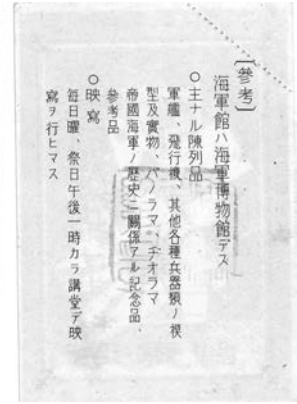 〔參考〕
海軍館ハ海軍博物館デス
○主ナル陳列品
軍艦、飛行機、其他各種兵器類ノ模
型及實物、パノラマ、ヂオラマ
帝國海軍ノ歴史ニ關係アル記念品、
參考品
○映寫
毎日曜、祭日午後一時カラ講堂デ映
寫ヲ行ヒマス